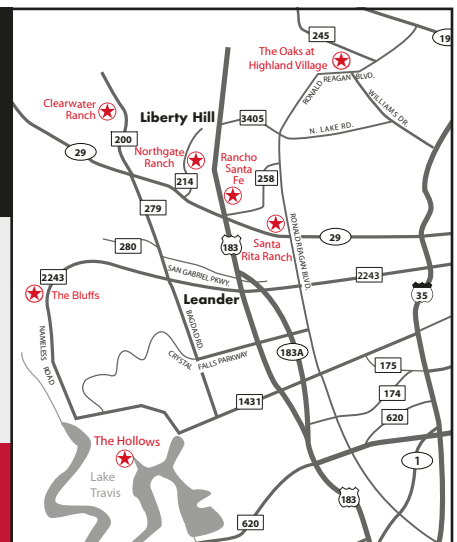 245
19
The Oaks at
Highland Village
RONALD REAGAN BLVD.
WILLIAMS DR.
Clearwater
Ranch
Liberty Hill
3405
N. LAKE RD.
200
29
Northgate
Ranch
Rancho
Santa
Fe
214
258
279
RONALD REAGAN BLVD.
183
Santa
Rita Ranch
29
280
2243
SAN GABRIEL PKWY.
2243
The Bluffs
Leander
35
NAMELESS ROAD
BAGDAD RD.
183A
CRYSTAL FALLS PARKWAY
175
174
1431
620
The Hollows
1
Lake
Travis
183
620